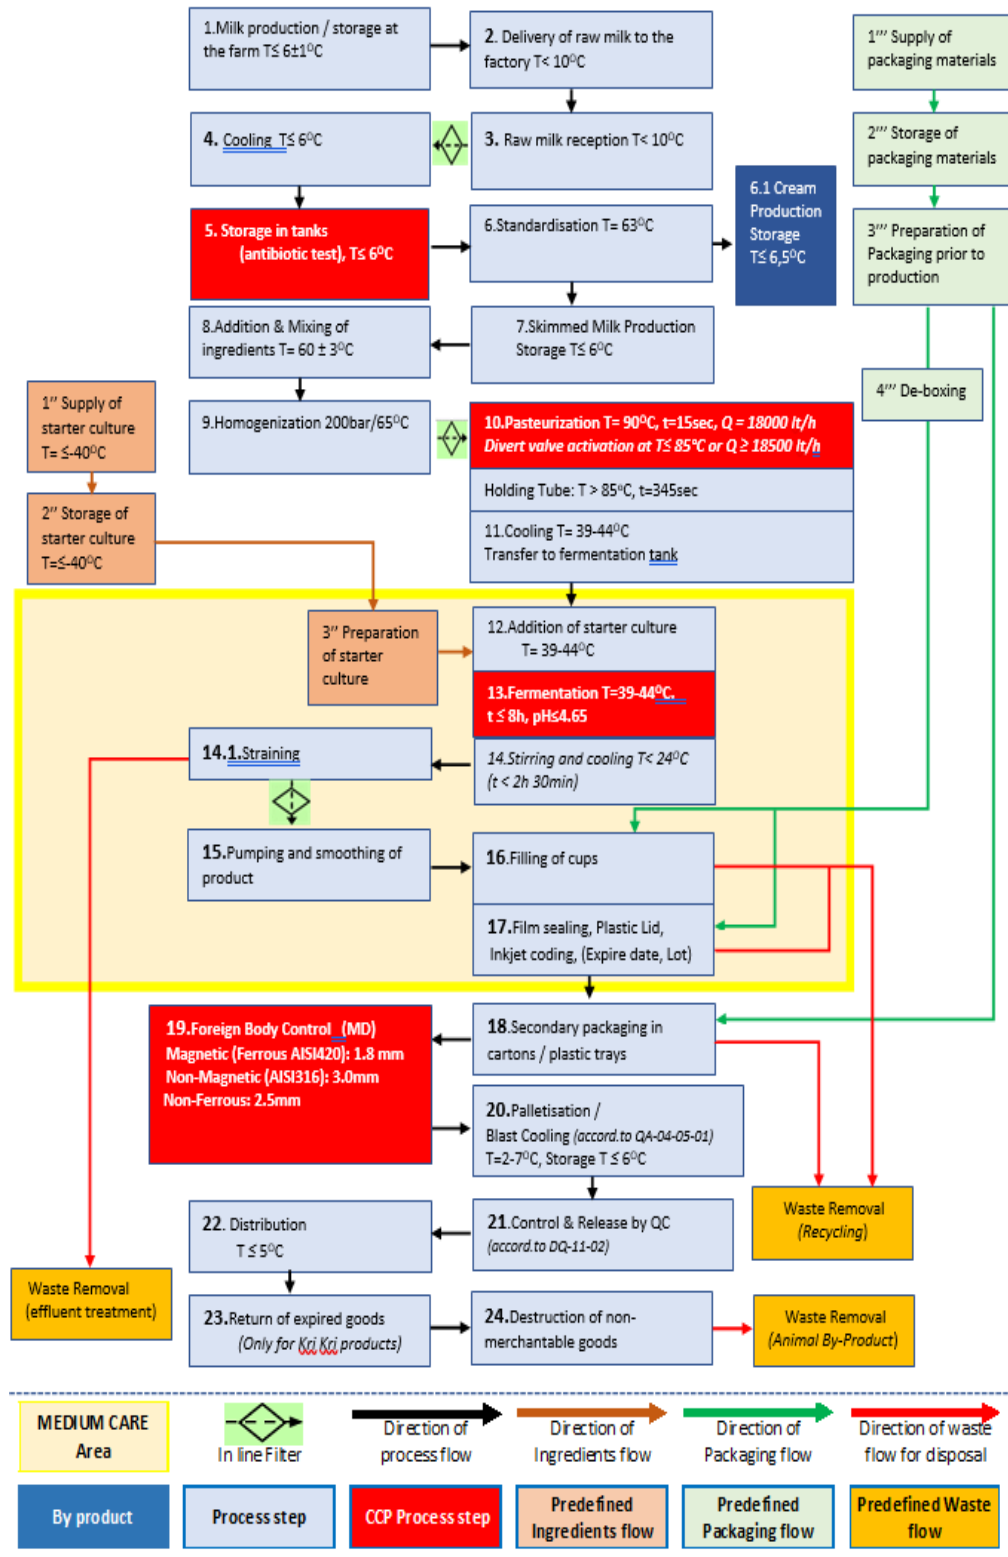 1.Milk production / storage at
the farm T≤ 6±1⁰C
2. Delivery of raw milk to the
factory T< 10⁰C
1''' Supply of
packaging materials
4. Cooling T≤ 6⁰C
3. Raw milk reception T< 10⁰C
2''' Storage of
packaging materials
5. Storage in tanks
(antibiotic test), T≤ 6⁰C
6.Standardisation T= 63⁰C
6.1 Cream
Production
Storage
T≤ 6,5⁰C
3''' Preparation of
Packaging prior to
production
8.Addition & Mixing of
ingredients T= 60 ± 3⁰C
7.Skimmed Milk Production
Storage T≤ 6⁰C
4''' De-boxing
1'' Supply of
starter culture
T= ≤-40⁰C
9.Homogenization 200bar/65⁰C
10.Pasteurization T= 90⁰C, t=15sec, Q = 18000 lt/h
Divert valve activation at T≤ 85°C or Q ≥ 18500 lt/h
Holding Tube: T > 85⁰C, t=345sec
2'' Storage of
starter culture
T=≤-40⁰C
11.Cooling T= 39-44⁰C
Transfer to fermentation tank
3'' Preparation
of starter
culture
12.Addition of starter culture
T= 39-44⁰C
13.Fermentation T=39-44⁰C,
t ≤ 8h, pH≤4.65
14.1.Straining
14.Stirring and cooling T< 24⁰C
(t < 2h 30min)
15.Pumping and smoothing of
product
16.Filling of cups
17.Film sealing, Plastic Lid,
Inkjet coding, (Expire date, Lot)
19.Foreign Body Control (MD)
Magnetic (Ferrous AISI420): 1.8 mm
Non-Magnetic (AISI316): 3.0mm
Non-Ferrous: 2.5mm
18.Secondary packaging in
cartons / plastic trays
20.Palletisation /
Blast Cooling (accord.to QA-04-05-01)
T=2-7⁰C, Storage T ≤ 6⁰C
22. Distribution
T ≤ 5⁰C
21.Control & Release by QC
(accord.to DQ-11-02)
Waste Removal
(Recycling)
Waste Removal
(effluent treatment)
23.Return of expired goods
(Only for Kri Kri products)
24.Destruction of non-
merchantable goods
Waste Removal
(Animal By-Product)
MEDIUM CARE
Area
In line Filter
Direction of
process flow
Direction of
Ingredients flow
Direction of
Packaging flow
Direction of waste
flow for disposal
By product
Process step
CCP Process step
Predefined
Ingredients flow
Predefined
Packaging flow
Predefined Waste
flow